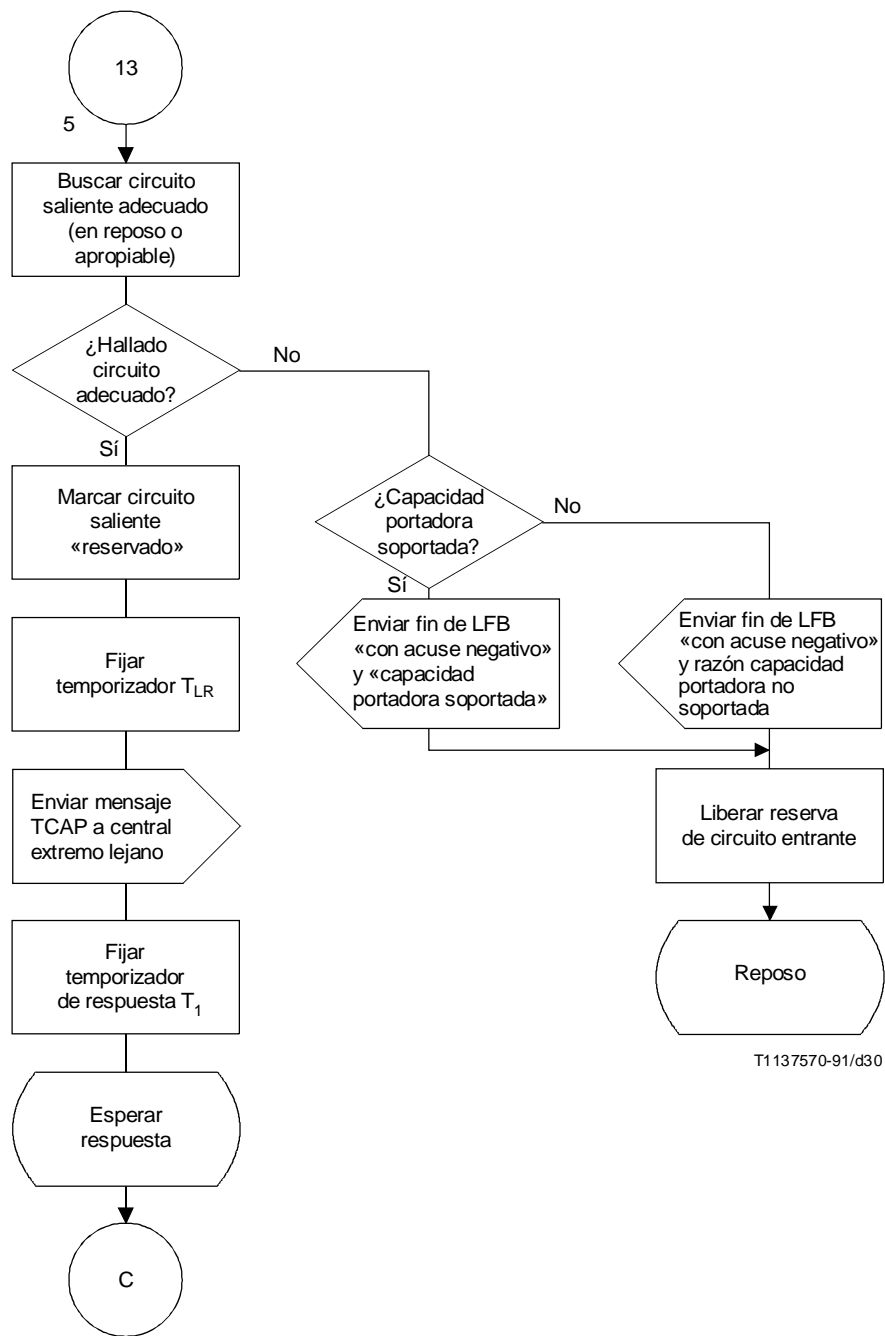 13
5
Buscar circuito
saliente adecuado
(en reposo o
apropiable)
¿Hallado
circuito
adecuado?
No
Sí
Marcar circuito
saliente
«reservado»
¿Capacidad
portadora
soportada?
No
Sí
Fijar
temporizador T_LR
Enviar fin de LFB
«con acuse negativo»
y «capacidad
portadora soportada»
Enviar fin de LFB
«con acuse negativo»
y razón capacidad
portadora no
soportada
Enviar mensaje
TCAP a central
extremo lejano
Liberar reserva
de circuito entrante
Fijar
temporizador
de respuesta T_1
Reposo
T1137570-91/d30
Esperar
respuesta
C